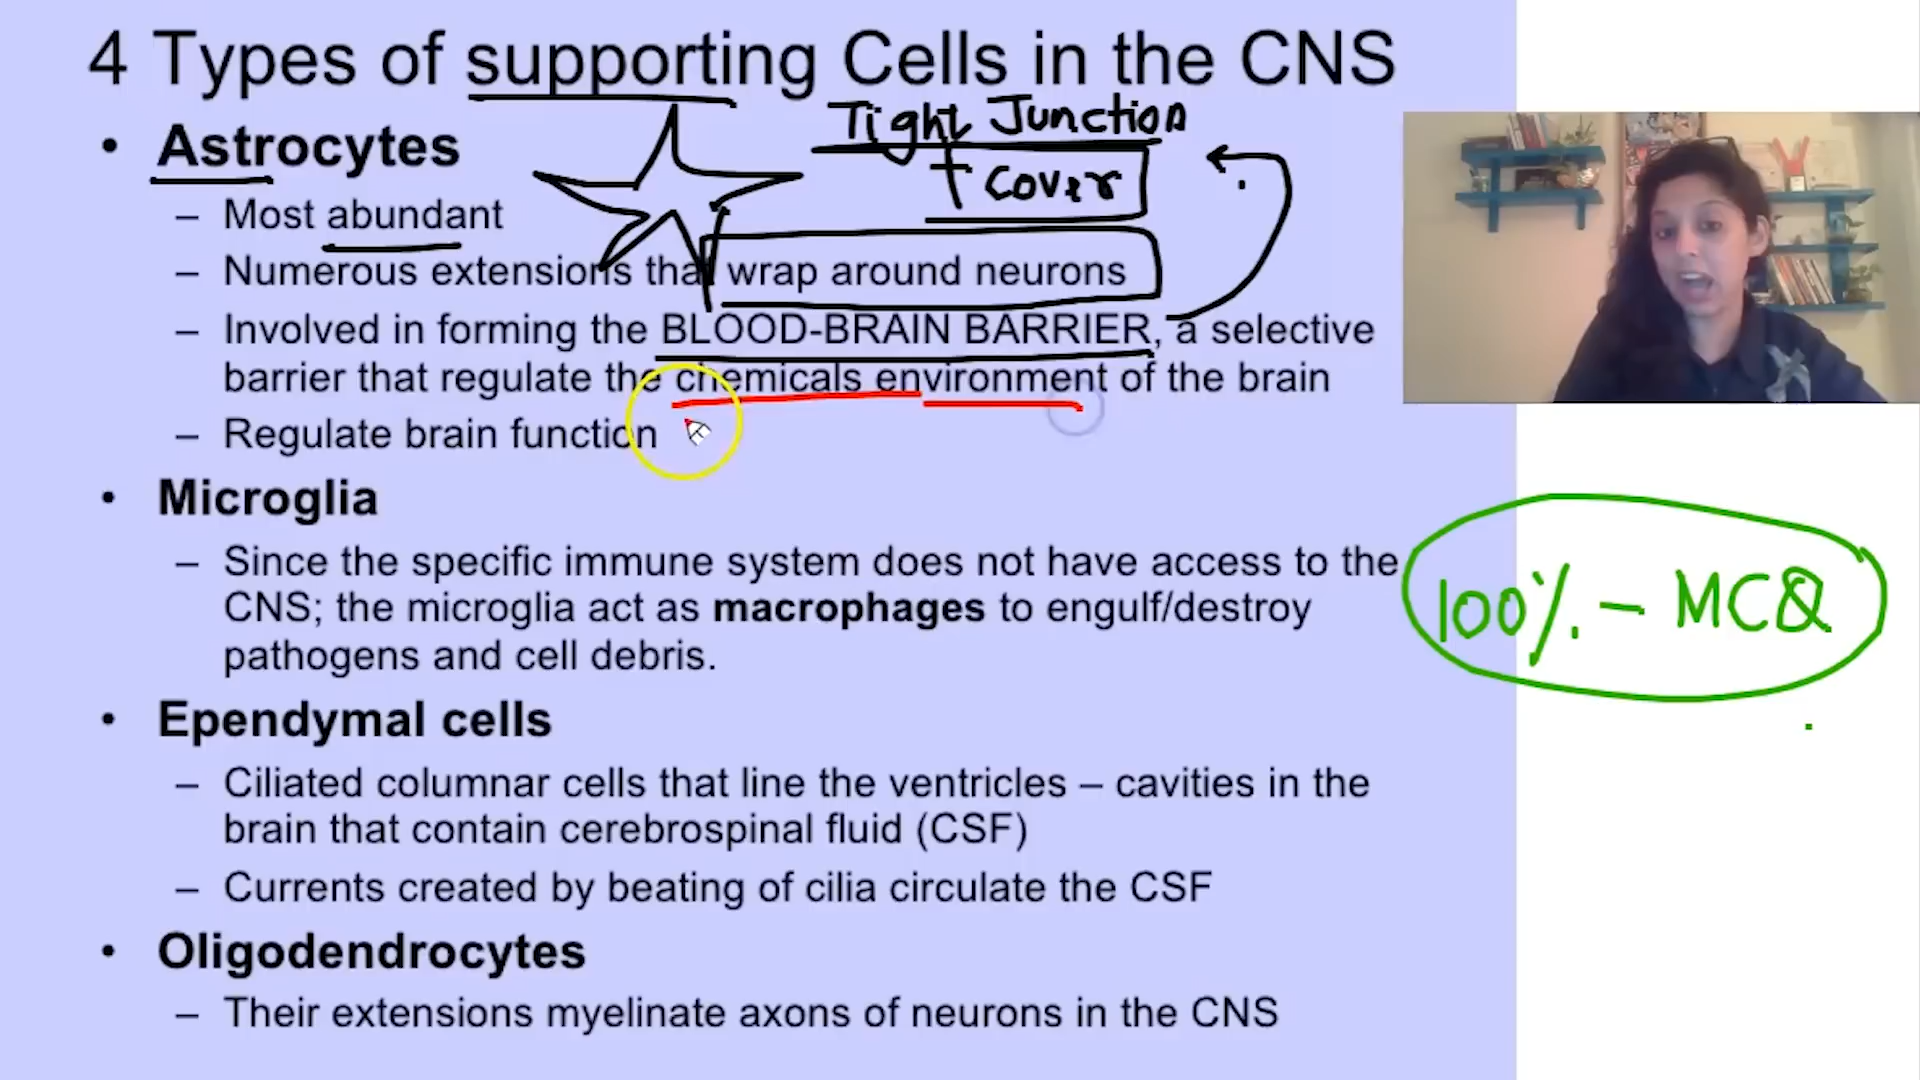 4 Types of supporting Cells in the CNS
Tight Junction
+ Cover
• Astrocytes
– Most abundant
– Numerous extensions that wrap around neurons
– Involved in forming the BLOOD-BRAIN BARRIER, a selective
barrier that regulate the chemicals environment of the brain
– Regulate brain function
• Microglia
– Since the specific immune system does not have access to the
CNS; the microglia act as macrophages to engulf/destroy
pathogens and cell debris.
100% - MCQ
• Ependymal cells
– Ciliated columnar cells that line the ventricles – cavities in the
brain that contain cerebrospinal fluid (CSF)
– Currents created by beating of cilia circulate the CSF
• Oligodendrocytes
– Their extensions myelinate axons of neurons in the CNS